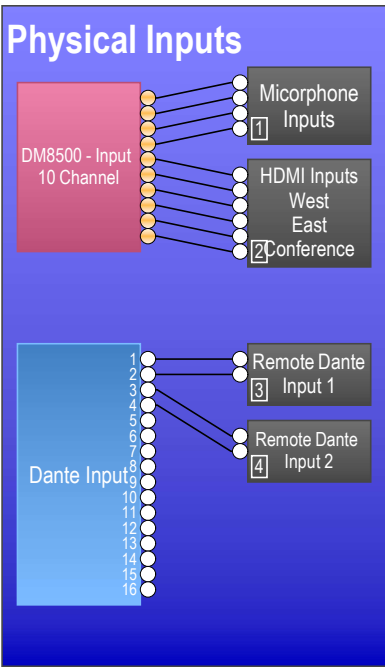 Physical Inputs
DM8500 - Input
10 Channel
Micorphone
Inputs
1
HDMI Inputs
West
East
Conference
2
Dante Input
1
2
3
4
5
6
7
8
9
10
11
12
13
14
15
16
Remote Dante
Input 1
3
Remote Dante
Input 2
4